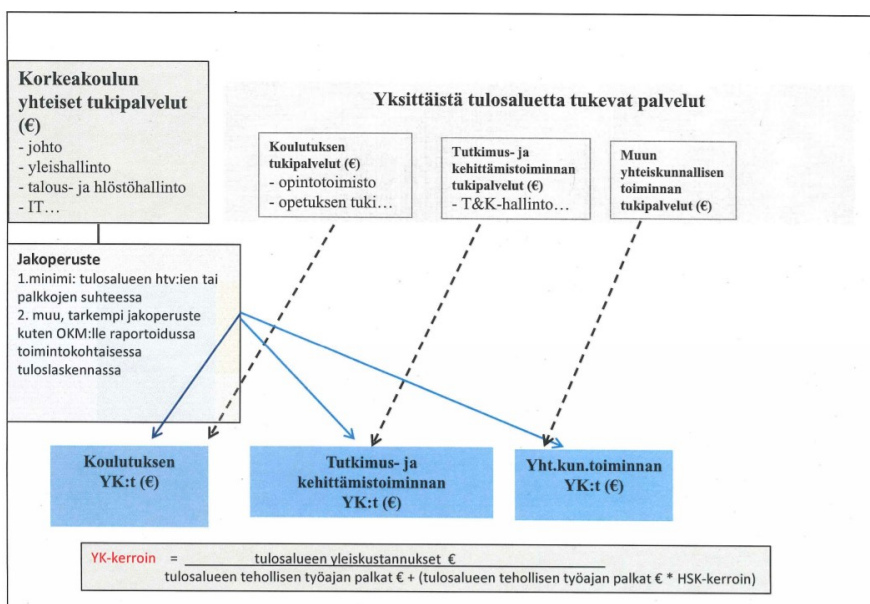 Korkeakoulun
yhteiset tukipalvelut
(€)
- johto
- yleishallinto
- talous- ja hlöstöhallinto
- IT…
Yksittäistä tulosaluetta tukevat palvelut
Koulutuksen
tukipalvelut (€)
- opintotoimisto
- opetuksen tuki…
Tutkimus- ja
kehittämistoiminnan
tukipalvelut (€)
- T&K-hallinto…
Muun
yhteiskunnallisen
toiminnan
tukipalvelut (€)
Jakoperuste
1.minimi: tulosalueen htv:ien tai
palkkojen suhteessa
2. muu, tarkempi jakoperuste
kuten OKM:lle raportoidussa
toimintokohtaisessa
tuloslaskennassa
Koulutuksen
YK:t (€)
Tutkimus- ja
kehittämistoiminnan
YK:t (€)
Yht.kun.toiminnan
YK:t (€)
YK-kerroin = tulosalueen yleiskustannukset €
tulosalueen tehollisen työajan palkat € + (tulosalueen tehollisen työajan palkat € * HSK-kerroin)